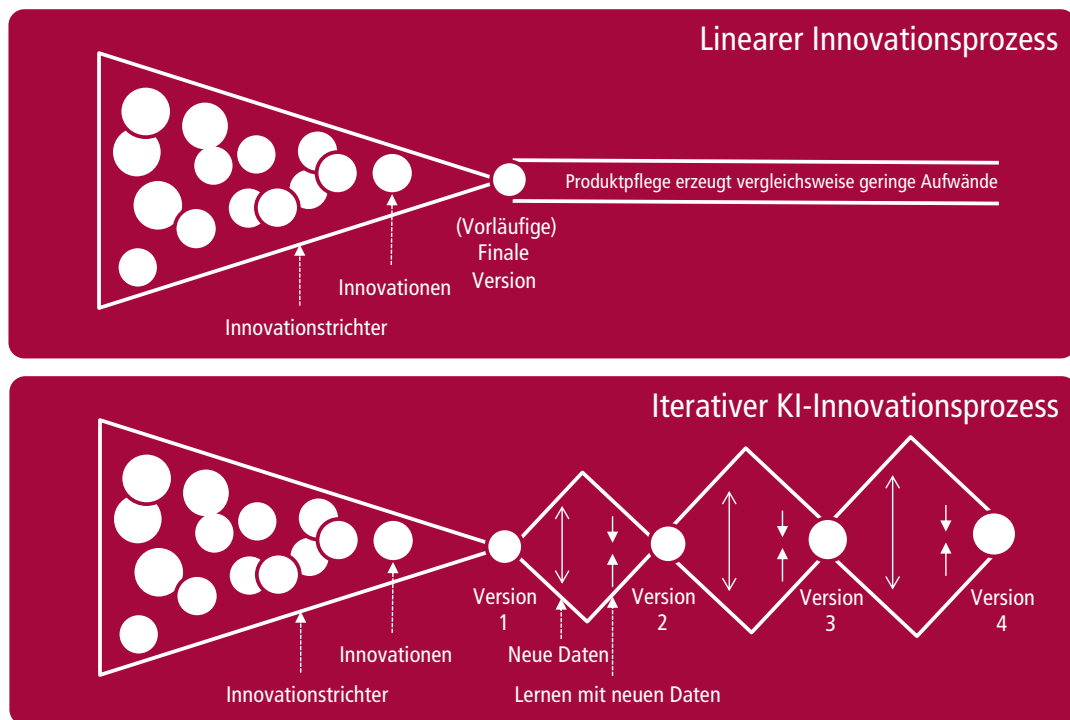 Linearer Innovationsprozess
Produktpflege erzeugt vergleichsweise geringe Aufwände
(Vorläufige)
Finale
Version
Innovationen
Innovationstrichter
Iterativer KI-Innovationsprozess
Version
1
Version
2
Version
3
Version
4
Innovationen
Neue Daten
Innovationstrichter
Lernen mit neuen Daten